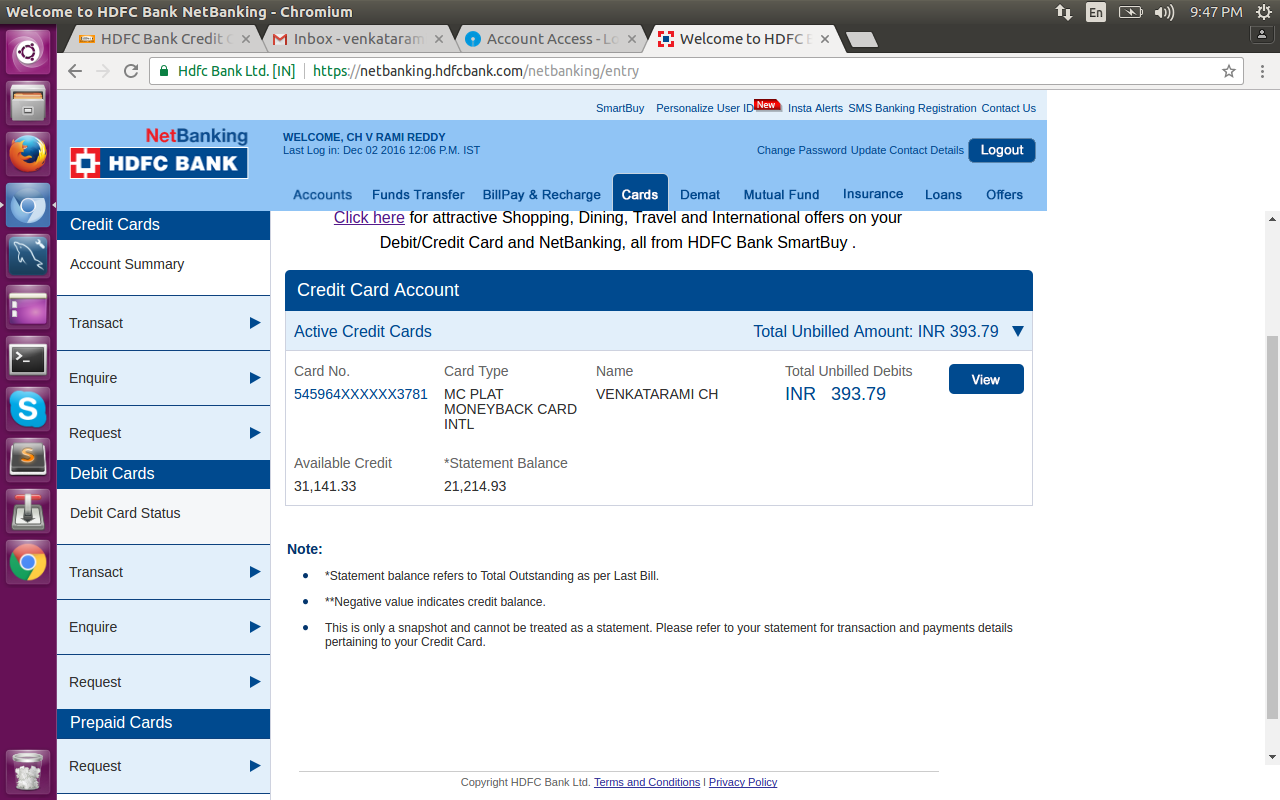 Welcome to HDFC Bank NetBanking - Chromium
En
9:47 PM
HDFC Bank Credit C
Inbox - venkataram
Account Access - Lo
Welcome to HDFC B
Hdfc Bank Ltd. [IN]
https://netbanking.hdfcbank.com/netbanking/entry
SmartBuy Personalize User ID New Insta Alerts SMS Banking Registration Contact Us
NetBanking
HDFC BANK
WELCOME, CH V RAMI REDDY
Last Log in: Dec 02 2016 12:06 P.M. IST
Change Password Update Contact Details Logout
Accounts Funds Transfer BillPay & Recharge Cards Demat Mutual Fund Insurance Loans Offers
Credit Cards
Account Summary
Transact
Enquire
Request
Debit Cards
Debit Card Status
Transact
Enquire
Request
Prepaid Cards
Request
Click here for attractive Shopping, Dining, Travel and International offers on your
Debit/Credit Card and NetBanking, all from HDFC Bank SmartBuy .
Credit Card Account
Active Credit Cards Total Unbilled Amount: INR 393.79
Card No. Card Type Name Total Unbilled Debits
545964XXXXXX3781 MC PLAT VENKATARAMI CH INR 393.79 View
MONEYBACK CARD
INTL
Available Credit *Statement Balance
31,141.33 21,214.93
Note:
*Statement balance refers to Total Outstanding as per Last Bill.
**Negative value indicates credit balance.
This is only a snapshot and cannot be treated as a statement. Please refer to your statement for transaction and payments details
pertaining to your Credit Card.
Copyright HDFC Bank Ltd. Terms and Conditions | Privacy Policy